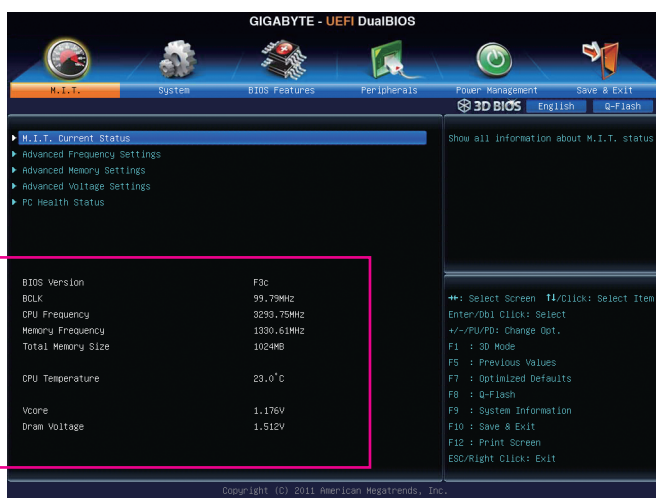 GIGABYTE - UEFI DualBIOS
M.I.T. System BIOS Features Peripherals Power Management Save & Exit
3D BIOS English Q-Flash
M.I.T. Current Status
Advanced Frequency Settings
Advanced Memory Settings
Advanced Voltage Settings
PC Health Status
Show all information about M.I.T. status
BIOS Version F3c
BCLK 99.79MHz
CPU Frequency 3293.75MHz
Memory Frequency 1330.61MHz
Total Memory Size 1024MB
CPU Temperature 23.0°C
Vcore 1.176V
Dram Voltage 1.512V
→←: Select Screen ↑↓/Click: Select Item
Enter/Dbl Click: Select
+/-/PU/PD: Change Opt.
F1 : 3D Mode
F5 : Previous Values
F7 : Optimized Defaults
F8 : Q-Flash
F9 : System Information
F10 : Save & Exit
F12 : Print Screen
ESC/Right Click: Exit
Copyright (C) 2011 American Megatrends, Inc.